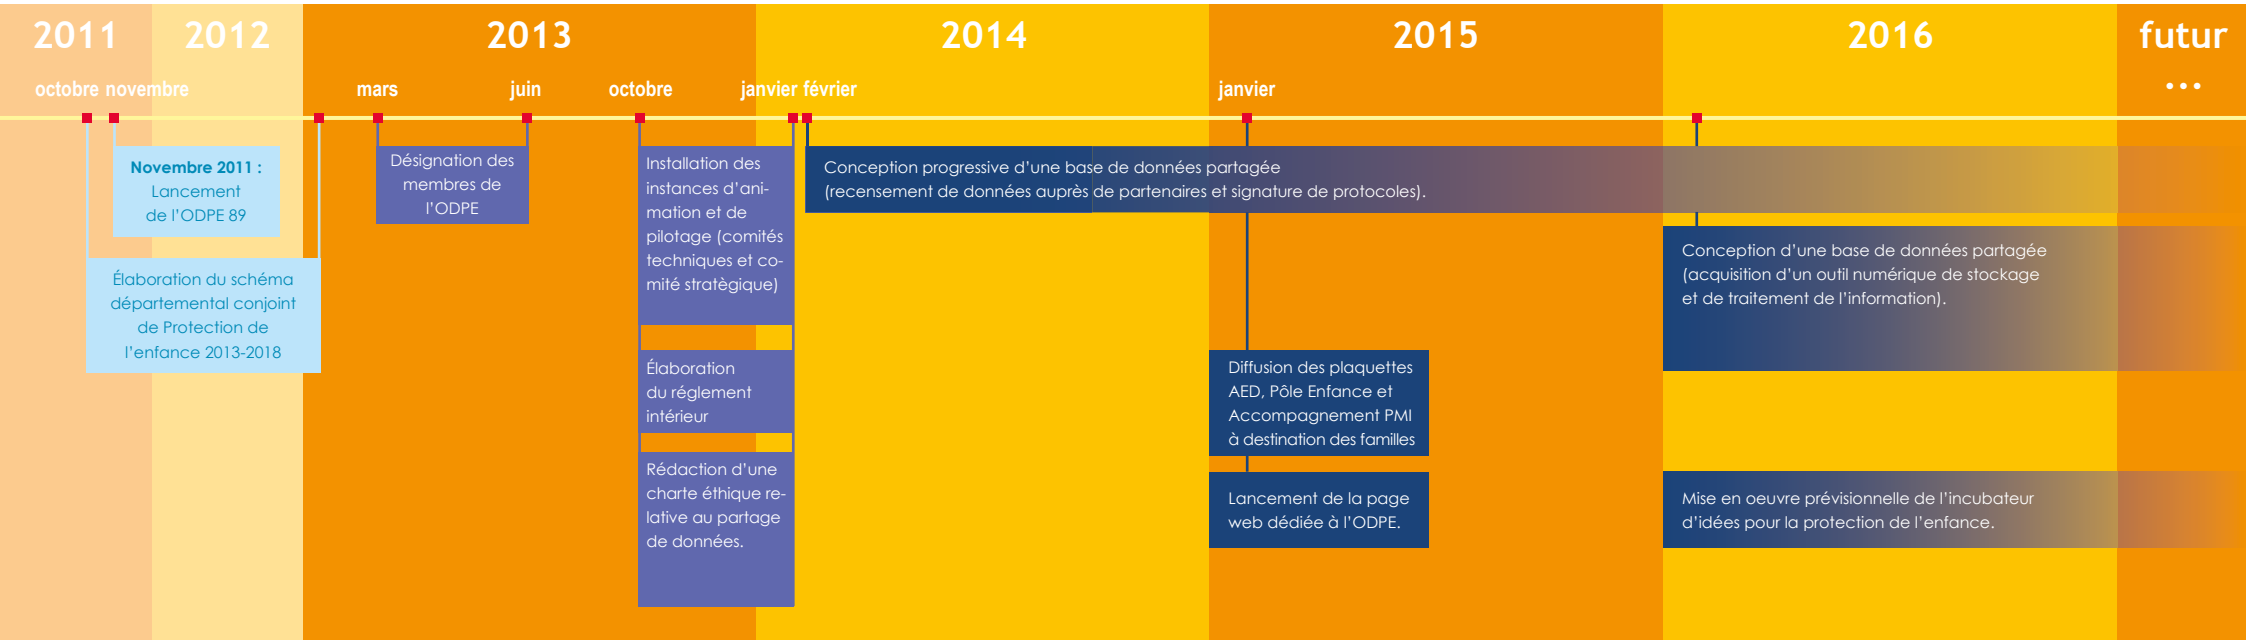 2011
2012
2013
2014
2015
2016
futur
octobre novembre
mars
juin
octobre
janvier février
janvier
...
Novembre 2011 :
Lancement
de l'ODPE 89
Élaboration du schéma
départemental conjoint
de Protection de
l'enfance 2013-2018
Désignation des
membres de
l'ODPE
Installation des
instances d'ani-
mation et de
pilotage (comités
techniques et co-
mité stratègique)
Élaboration
du réglement
intérieur
Rédaction d'une
charte éthique re-
lative au partage
de données.
Conception progressive d'une base de données partagée
(recensement de données auprès de partenaires et signature de protocoles).
Diffusion des plaquettes
AED, Pôle Enfance et
Accompagnement PMI
à destination des familles
Lancement de la page
web dédiée à l'ODPE.
Conception d'une base de données partagée
(acquisition d'un outil numérique de stockage
et de traitement de l'information).
Mise en oeuvre prévisionnelle de l'incubateur
d'idées pour la protection de l'enfance.